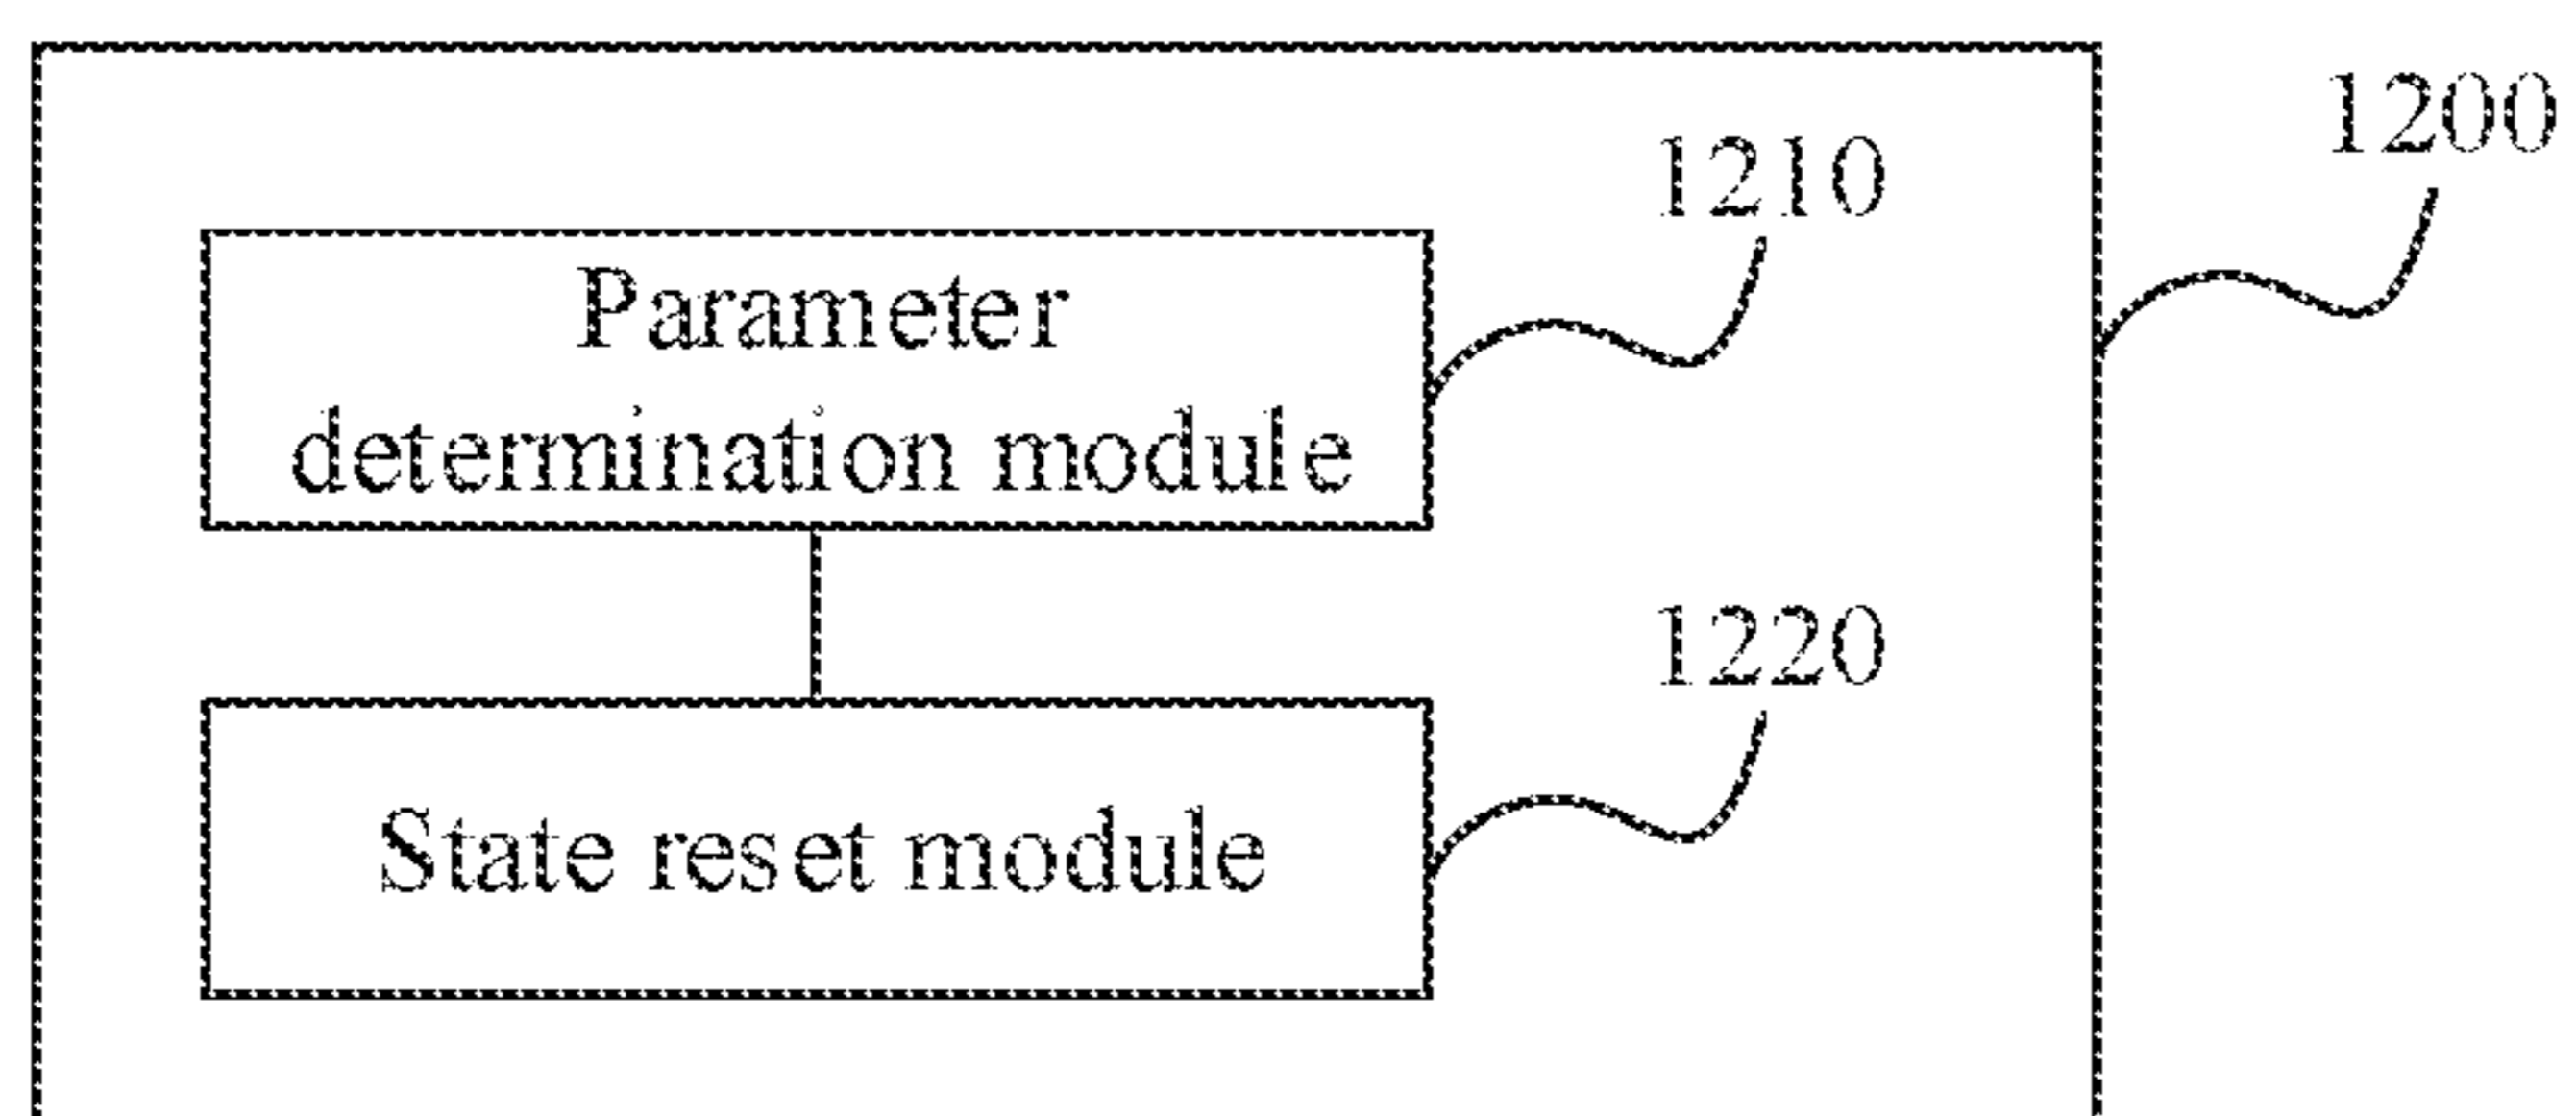 1200
1210
Parameter
determination module
1220
State reset module